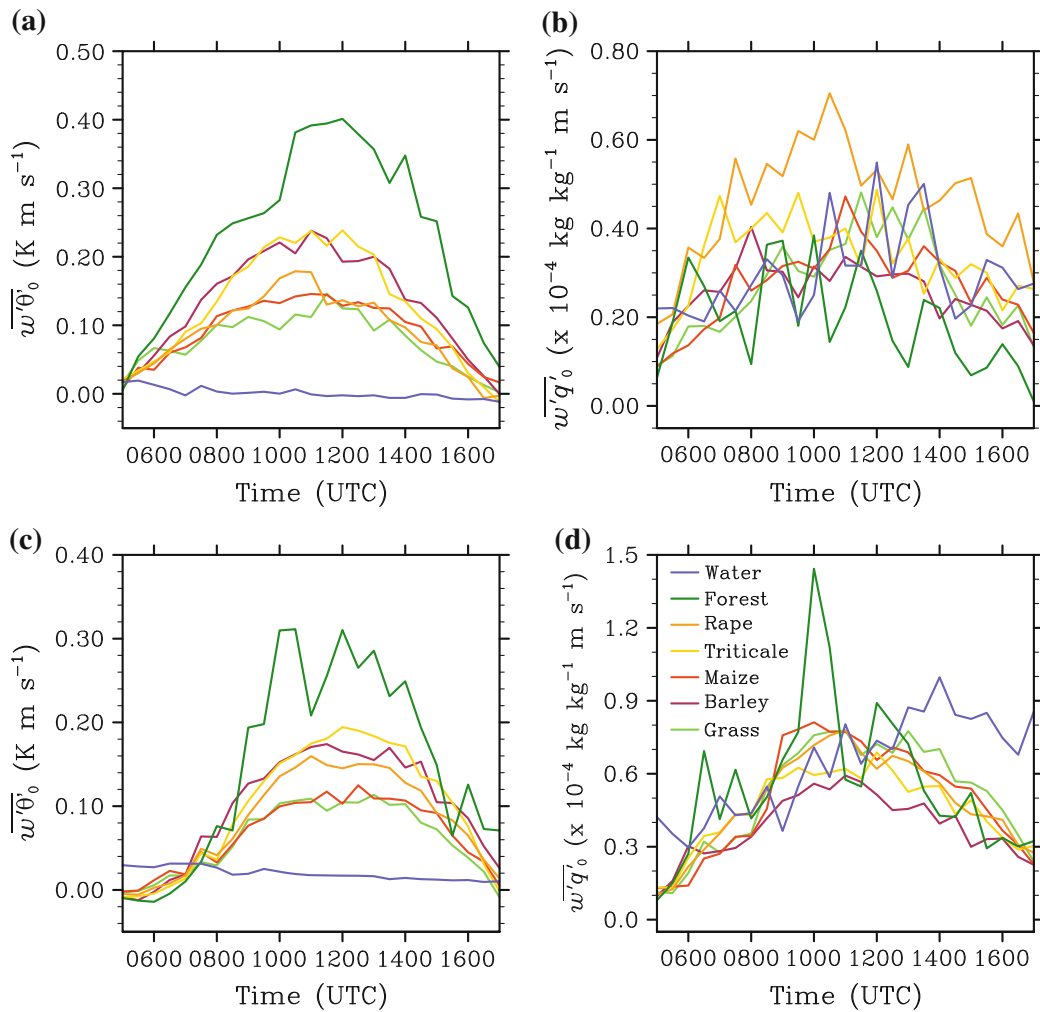 (a)
0.50
0.40
0.30
0.20
0.10
0.00
w′θ′₀ (K m s⁻¹)
0600 0800 1000 1200 1400 1600
Time (UTC)
(b)
0.80
0.60
0.40
0.20
0.00
w′q′₀ (x 10⁻⁴ kg kg⁻¹ m s⁻¹)
0600 0800 1000 1200 1400 1600
Time (UTC)
(c)
0.40
0.30
0.20
0.10
0.00
w′θ′₀ (K m s⁻¹)
0600 0800 1000 1200 1400 1600
Time (UTC)
(d)
1.5
1.2
0.9
0.6
0.3
0.0
w′q′₀ (x 10⁻⁴ kg kg⁻¹ m s⁻¹)
Water
Forest
Rape
Triticale
Maize
Barley
Grass
0600 0800 1000 1200 1400 1600
Time (UTC)